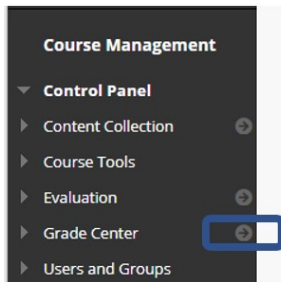 Course Management
Control Panel
Content Collection
Course Tools
Evaluation
Grade Center
Users and Groups